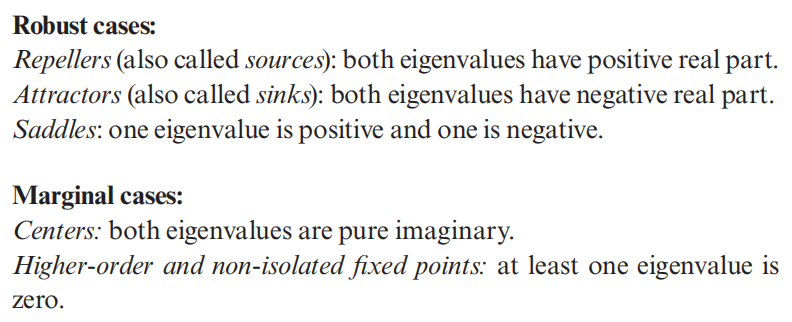 Robust cases:
Repellers (also called sources): both eigenvalues have positive real part.
Attractors (also called sinks): both eigenvalues have negative real part.
Saddles: one eigenvalue is positive and one is negative.
Marginal cases:
Centers: both eigenvalues are pure imaginary.
Higher-order and non-isolated fixed points: at least one eigenvalue is
zero.